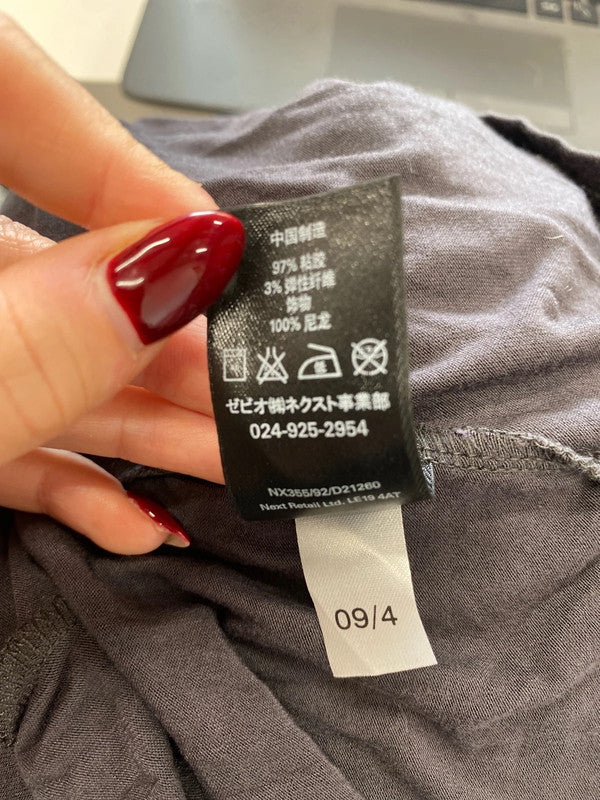 中国制造
97% 粘胶
3% 弹性纤维
饰物
100% 尼龙
ゼビオ㈱ネクスト事業部
024-925-2954
NX355/92/D21260
Next Retail Ltd. LE19 4AT
09/4